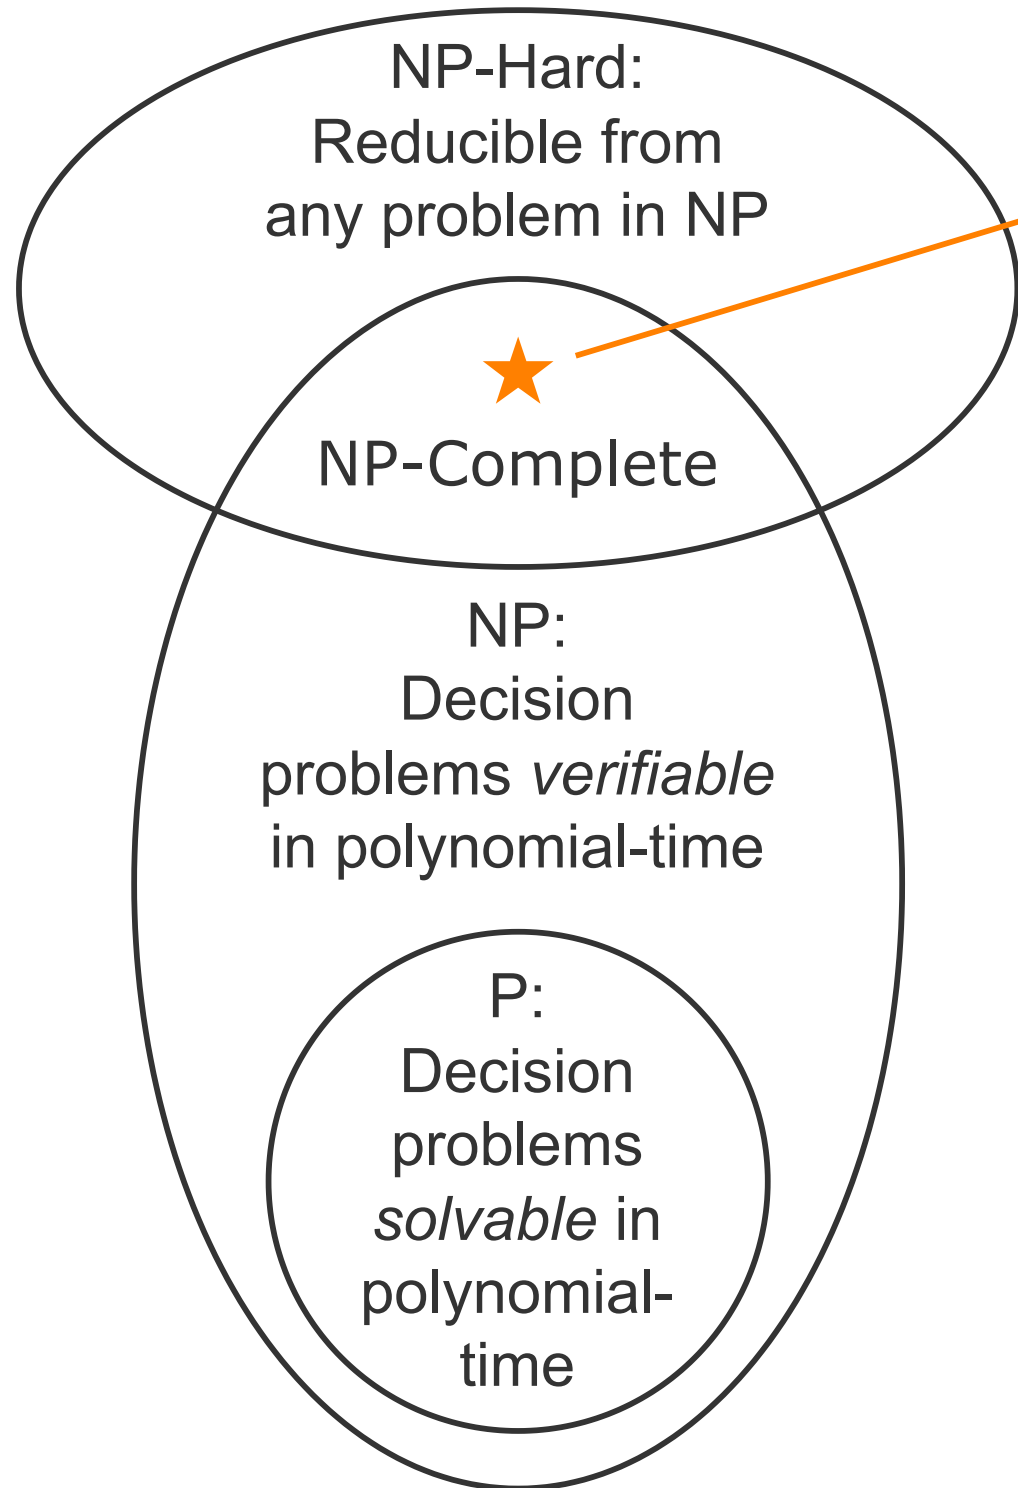 NP-Hard:
Reducible from
any problem in NP
NP-Complete
NP:
Decision
problems verifiable
in polynomial-time
P:
Decision
problems
solvable in
polynomial-
time